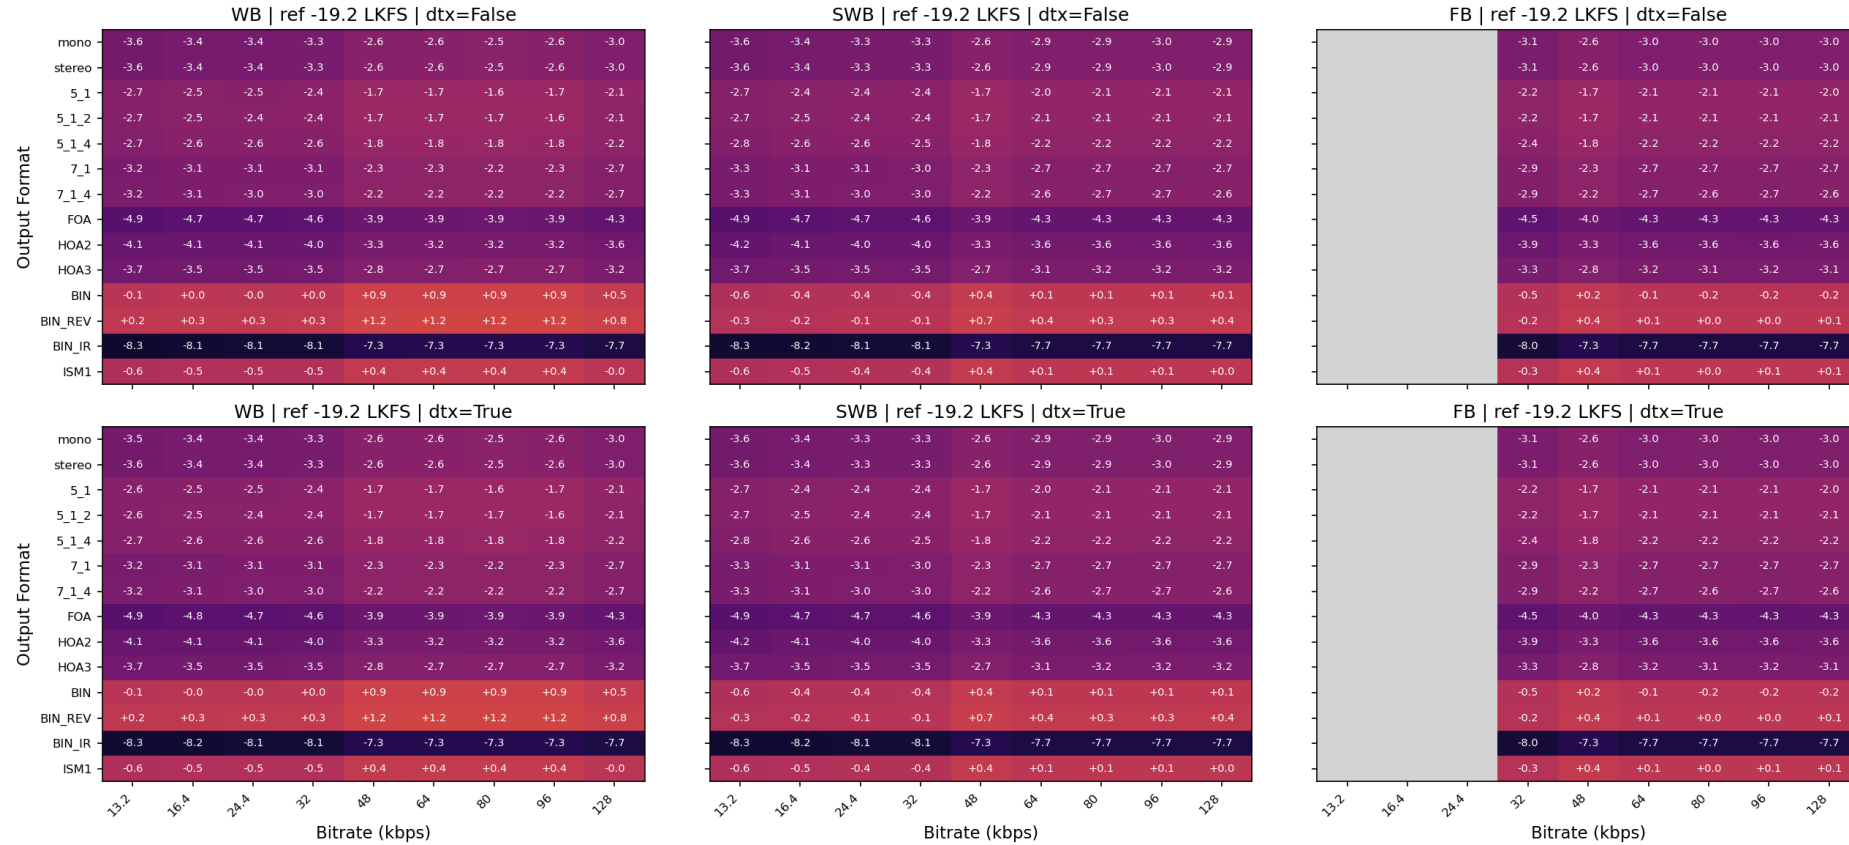 WB | ref -19.2 LKFS | dtx=False SWB | ref -19.2 LKFS | dtx=False FB | ref -19.2 LKFS | dtx=False
Output Format
mono -3.6 -3.4 -3.4 -3.3 -2.6 -2.6 -2.5 -2.6 -3.0 -3.6 -3.4 -3.3 -3.3 -2.6 -2.9 -2.9 -3.0 -2.9 -3.1 -2.6 -3.0 -3.0 -3.0 -3.0
stereo -3.6 -3.4 -3.4 -3.3 -2.6 -2.6 -2.5 -2.6 -3.0 -3.6 -3.4 -3.3 -3.3 -2.6 -2.9 -2.9 -3.0 -2.9 -3.1 -2.6 -3.0 -3.0 -3.0 -3.0
5_1 -2.7 -2.5 -2.5 -2.4 -1.7 -1.7 -1.6 -1.7 -2.1 -2.7 -2.4 -2.4 -2.4 -1.7 -2.0 -2.1 -2.1 -2.1 -2.2 -1.7 -2.1 -2.1 -2.1 -2.0
5_1_2 -2.7 -2.5 -2.4 -2.4 -1.7 -1.7 -1.7 -1.6 -2.1 -2.7 -2.5 -2.4 -2.4 -1.7 -2.1 -2.1 -2.1 -2.1 -2.2 -1.7 -2.1 -2.1 -2.1 -2.1
5_1_4 -2.7 -2.6 -2.6 -2.6 -1.8 -1.8 -1.8 -1.8 -2.2 -2.8 -2.6 -2.6 -2.5 -1.8 -2.2 -2.2 -2.2 -2.2 -2.4 -1.8 -2.2 -2.2 -2.2 -2.2
7_1 -3.2 -3.1 -3.1 -3.1 -2.3 -2.3 -2.2 -2.3 -2.7 -3.3 -3.1 -3.1 -3.0 -2.3 -2.7 -2.7 -2.7 -2.7 -2.9 -2.3 -2.7 -2.7 -2.7 -2.7
7_1_4 -3.2 -3.1 -3.0 -3.0 -2.2 -2.2 -2.2 -2.2 -2.7 -3.3 -3.1 -3.0 -3.0 -2.2 -2.6 -2.7 -2.7 -2.6 -2.9 -2.2 -2.7 -2.6 -2.7 -2.6
FOA -4.9 -4.7 -4.7 -4.6 -3.9 -3.9 -3.9 -3.9 -4.3 -4.9 -4.7 -4.7 -4.6 -3.9 -4.3 -4.3 -4.3 -4.3 -4.5 -4.0 -4.3 -4.3 -4.3 -4.3
HOA2 -4.1 -4.1 -4.1 -4.0 -3.3 -3.2 -3.2 -3.2 -3.6 -4.2 -4.1 -4.0 -4.0 -3.3 -3.6 -3.6 -3.6 -3.6 -3.9 -3.3 -3.6 -3.6 -3.6 -3.6
HOA3 -3.7 -3.5 -3.5 -3.5 -2.8 -2.7 -2.7 -2.7 -3.2 -3.7 -3.5 -3.5 -3.5 -2.7 -3.1 -3.2 -3.2 -3.2 -3.3 -2.8 -3.2 -3.1 -3.2 -3.1
BIN -0.1 +0.0 -0.0 +0.0 +0.9 +0.9 +0.9 +0.9 +0.5 -0.6 -0.4 -0.4 -0.4 +0.4 +0.1 +0.1 +0.1 +0.1 -0.5 +0.2 -0.1 -0.2 -0.2 -0.2
BIN_REV +0.2 +0.3 +0.3 +0.3 +1.2 +1.2 +1.2 +1.2 +0.8 -0.3 -0.2 -0.1 -0.1 +0.7 +0.4 +0.3 +0.3 +0.4 -0.2 +0.4 +0.1 +0.0 +0.0 +0.1
BIN_IR -8.3 -8.1 -8.1 -8.1 -7.3 -7.3 -7.3 -7.3 -7.7 -8.3 -8.2 -8.1 -8.1 -7.3 -7.7 -7.7 -7.7 -7.7 -8.0 -7.3 -7.7 -7.7 -7.7 -7.7
ISM1 -0.6 -0.5 -0.5 -0.5 +0.4 +0.4 +0.4 +0.4 -0.0 -0.6 -0.5 -0.5 -0.5 +0.4 +0.1 +0.1 +0.1 +0.0 -0.3 +0.4 +0.1 +0.0 +0.1 +0.1
WB | ref -19.2 LKFS | dtx=True SWB | ref -19.2 LKFS | dtx=True FB | ref -19.2 LKFS | dtx=True
Output Format
mono -3.5 -3.4 -3.4 -3.3 -2.6 -2.6 -2.5 -2.6 -3.0 -3.6 -3.4 -3.3 -3.3 -2.6 -2.9 -2.9 -3.0 -2.9 -3.1 -2.6 -3.0 -3.0 -3.0 -3.0
stereo -3.6 -3.4 -3.4 -3.3 -2.6 -2.6 -2.5 -2.6 -3.0 -3.6 -3.4 -3.3 -3.3 -2.6 -2.9 -2.9 -3.0 -2.9 -3.1 -2.6 -3.0 -3.0 -3.0 -3.0
5_1 -2.6 -2.5 -2.5 -2.4 -1.7 -1.7 -1.6 -1.7 -2.1 -2.7 -2.4 -2.4 -2.4 -1.7 -2.0 -2.1 -2.1 -2.1 -2.2 -1.7 -2.1 -2.1 -2.1 -2.0
5_1_2 -2.6 -2.5 -2.4 -2.4 -1.7 -1.7 -1.7 -1.6 -2.1 -2.7 -2.5 -2.4 -2.4 -1.7 -2.1 -2.1 -2.1 -2.1 -2.2 -1.7 -2.1 -2.1 -2.1 -2.1
5_1_4 -2.7 -2.6 -2.6 -2.6 -1.8 -1.8 -1.8 -1.8 -2.2 -2.8 -2.6 -2.6 -2.5 -1.8 -2.2 -2.2 -2.2 -2.2 -2.4 -1.8 -2.2 -2.2 -2.2 -2.2
7_1 -3.2 -3.1 -3.1 -3.1 -2.3 -2.3 -2.2 -2.3 -2.7 -3.3 -3.1 -3.1 -3.0 -2.3 -2.7 -2.7 -2.7 -2.7 -2.9 -2.3 -2.7 -2.7 -2.7 -2.7
7_1_4 -3.2 -3.1 -3.0 -3.0 -2.2 -2.2 -2.2 -2.2 -2.7 -3.3 -3.1 -3.0 -3.0 -2.2 -2.6 -2.7 -2.7 -2.6 -2.9 -2.2 -2.7 -2.6 -2.7 -2.6
FOA -4.9 -4.8 -4.7 -4.6 -3.9 -3.9 -3.9 -3.9 -4.3 -4.9 -4.7 -4.7 -4.6 -3.9 -4.3 -4.3 -4.3 -4.3 -4.5 -4.0 -4.3 -4.3 -4.3 -4.3
HOA2 -4.1 -4.1 -4.1 -4.0 -3.3 -3.2 -3.2 -3.2 -3.6 -4.2 -4.1 -4.0 -4.0 -3.3 -3.6 -3.6 -3.6 -3.6 -3.9 -3.3 -3.6 -3.6 -3.6 -3.6
HOA3 -3.7 -3.5 -3.5 -3.5 -2.8 -2.7 -2.7 -2.7 -3.2 -3.7 -3.5 -3.5 -3.5 -2.7 -3.1 -3.2 -3.2 -3.2 -3.3 -2.8 -3.2 -3.1 -3.2 -3.1
BIN -0.1 -0.0 -0.0 +0.0 +0.9 +0.9 +0.9 +0.9 +0.5 -0.6 -0.4 -0.4 -0.4 +0.4 +0.1 +0.1 +0.1 +0.1 -0.5 +0.2 -0.1 -0.2 -0.2 -0.2
BIN_REV +0.2 +0.3 +0.3 +0.3 +1.2 +1.2 +1.2 +1.2 +0.8 -0.3 -0.2 -0.1 -0.1 +0.7 +0.4 +0.3 +0.3 +0.4 -0.2 +0.4 +0.1 +0.0 +0.0 +0.1
BIN_IR -8.3 -8.2 -8.1 -8.1 -7.3 -7.3 -7.3 -7.3 -7.7 -8.3 -8.2 -8.1 -8.1 -7.3 -7.7 -7.7 -7.7 -7.7 -8.0 -7.3 -7.7 -7.7 -7.7 -7.7
ISM1 -0.6 -0.5 -0.5 -0.5 +0.4 +0.4 +0.4 +0.4 -0.0 -0.6 -0.5 -0.5 -0.5 +0.4 +0.1 +0.1 +0.1 +0.0 -0.3 +0.4 +0.1 +0.0 +0.1 +0.1
13.2 16.4 24.4 32 48 64 80 96 128 13.2 16.4 24.4 32 48 64 80 96 128 13.2 16.4 24.4 32 48 64 80 96 128
Bitrate (kbps) Bitrate (kbps) Bitrate (kbps)